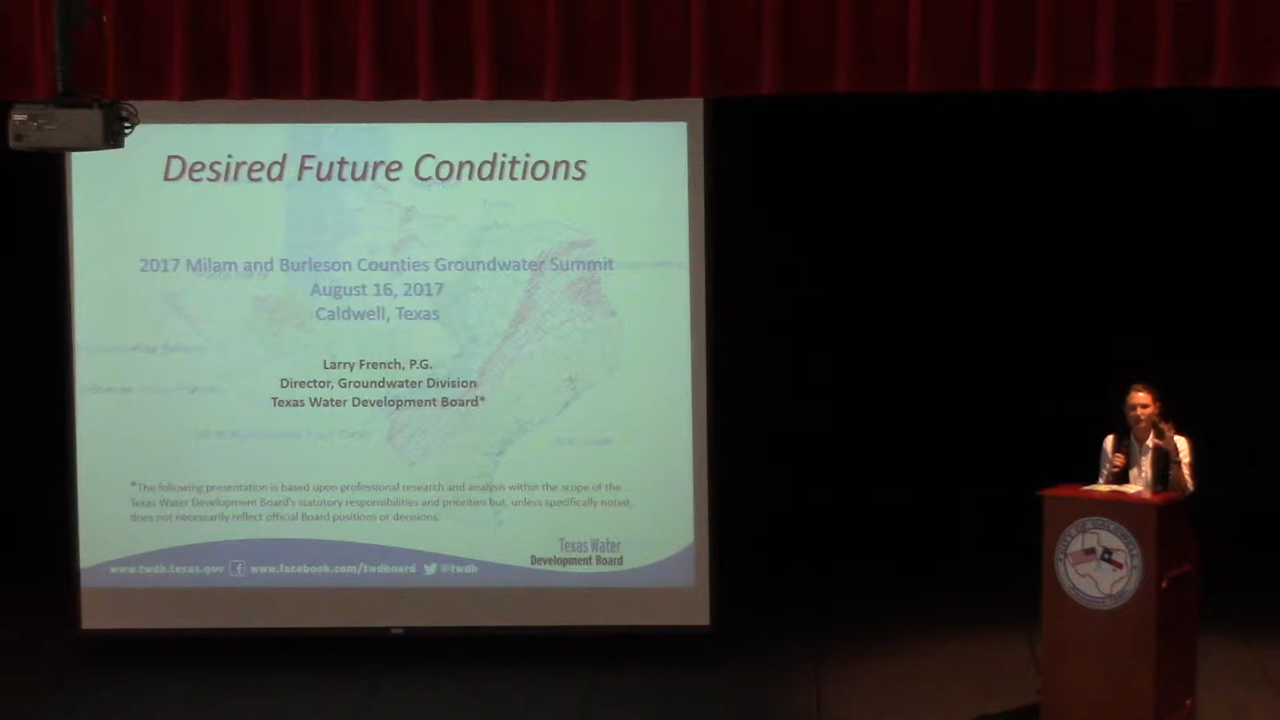 Desired Future Conditions
2017 Milam and Burleson Counties Groundwater Summit
August 16, 2017
Caldwell, Texas
Larry French, P.G.
Director, Groundwater Division
Texas Water Development Board*
*The following presentation is based upon professional research and analysis within the scope of the
Texas Water Development Board's statutory responsibilities and priorities but, unless specifically noted,
does not necessarily reflect official Board positions or decisions.
Texas Water
Development Board
www.twdb.texas.gov f www.facebook.com/twdboard @twdb